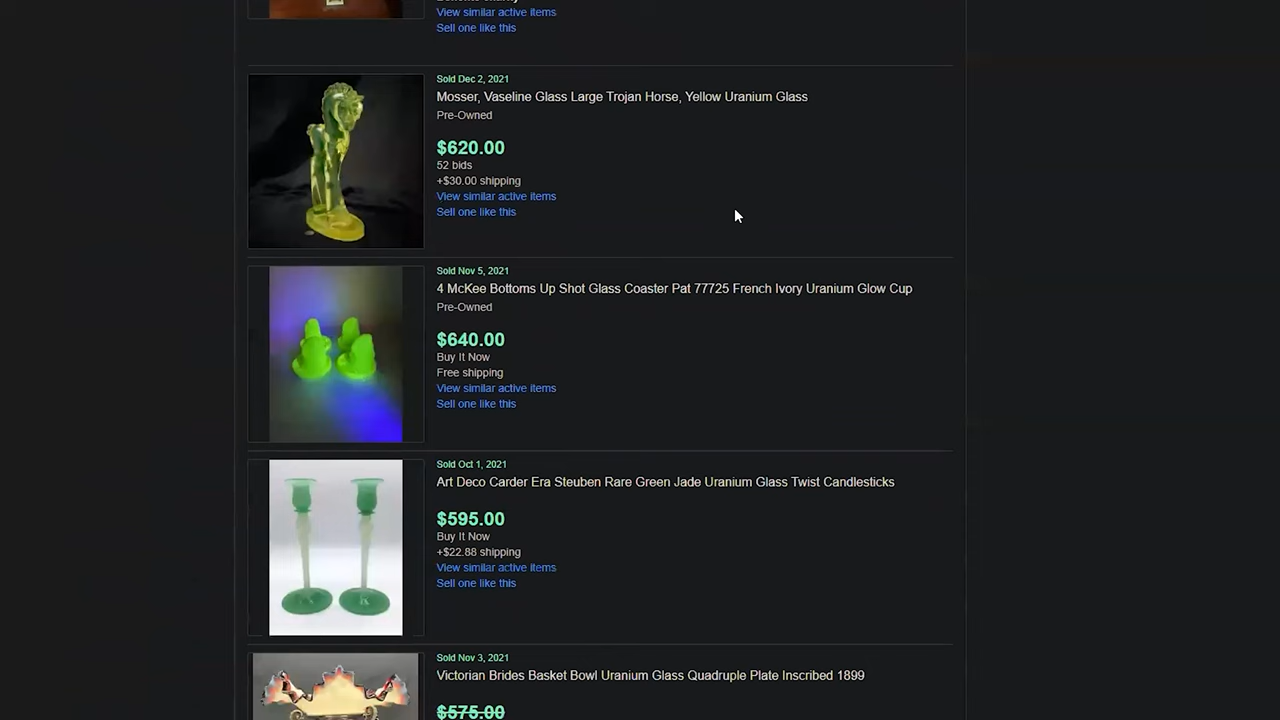 View similar active items
Sell one like this
Sold Dec 2, 2021
Mosser, Vaseline Glass Large Trojan Horse, Yellow Uranium Glass
Pre-Owned
$620.00
52 bids
+$30.00 shipping
View similar active items
Sell one like this
Sold Nov 5, 2021
4 McKee Bottoms Up Shot Glass Coaster Pat 77725 French Ivory Uranium Glow Cup
Pre-Owned
$640.00
Buy It Now
Free shipping
View similar active items
Sell one like this
Sold Oct 1, 2021
Art Deco Carder Era Steuben Rare Green Jade Uranium Glass Twist Candlesticks
$595.00
Buy It Now
+$22.88 shipping
View similar active items
Sell one like this
Sold Nov 3, 2021
Victorian Brides Basket Bowl Uranium Glass Quadruple Plate Inscribed 1899
$575.00